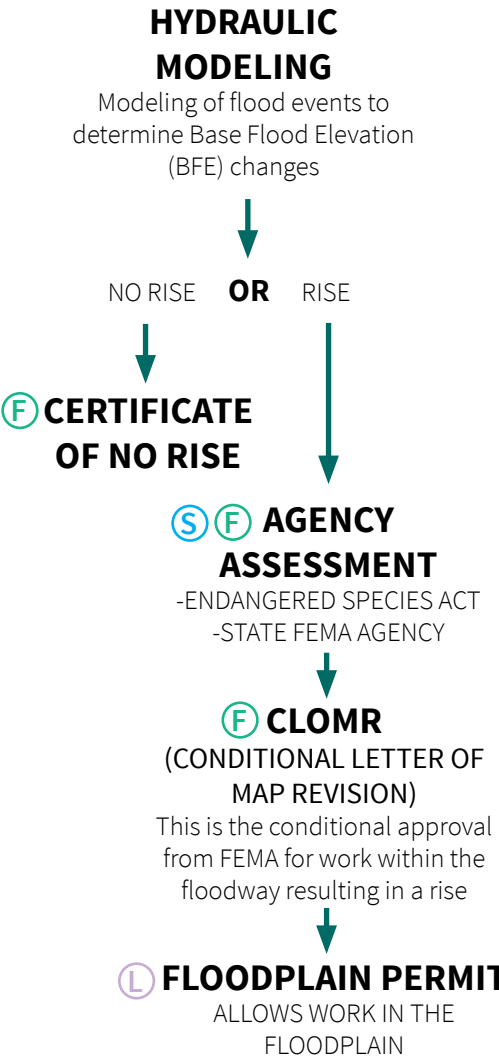 HYDRAULIC
MODELING
Modeling of flood events to
determine Base Flood Elevation
(BFE) changes
NO RISE OR RISE
F CERTIFICATE
OF NO RISE
S F AGENCY
ASSESSMENT
-ENDANGERED SPECIES ACT
-STATE FEMA AGENCY
F CLOMR
(CONDITIONAL LETTER OF
MAP REVISION)
This is the conditional approval
from FEMA for work within the
floodway resulting in a rise
L FLOODPLAIN PERMIT
ALLOWS WORK IN THE
FLOODPLAIN